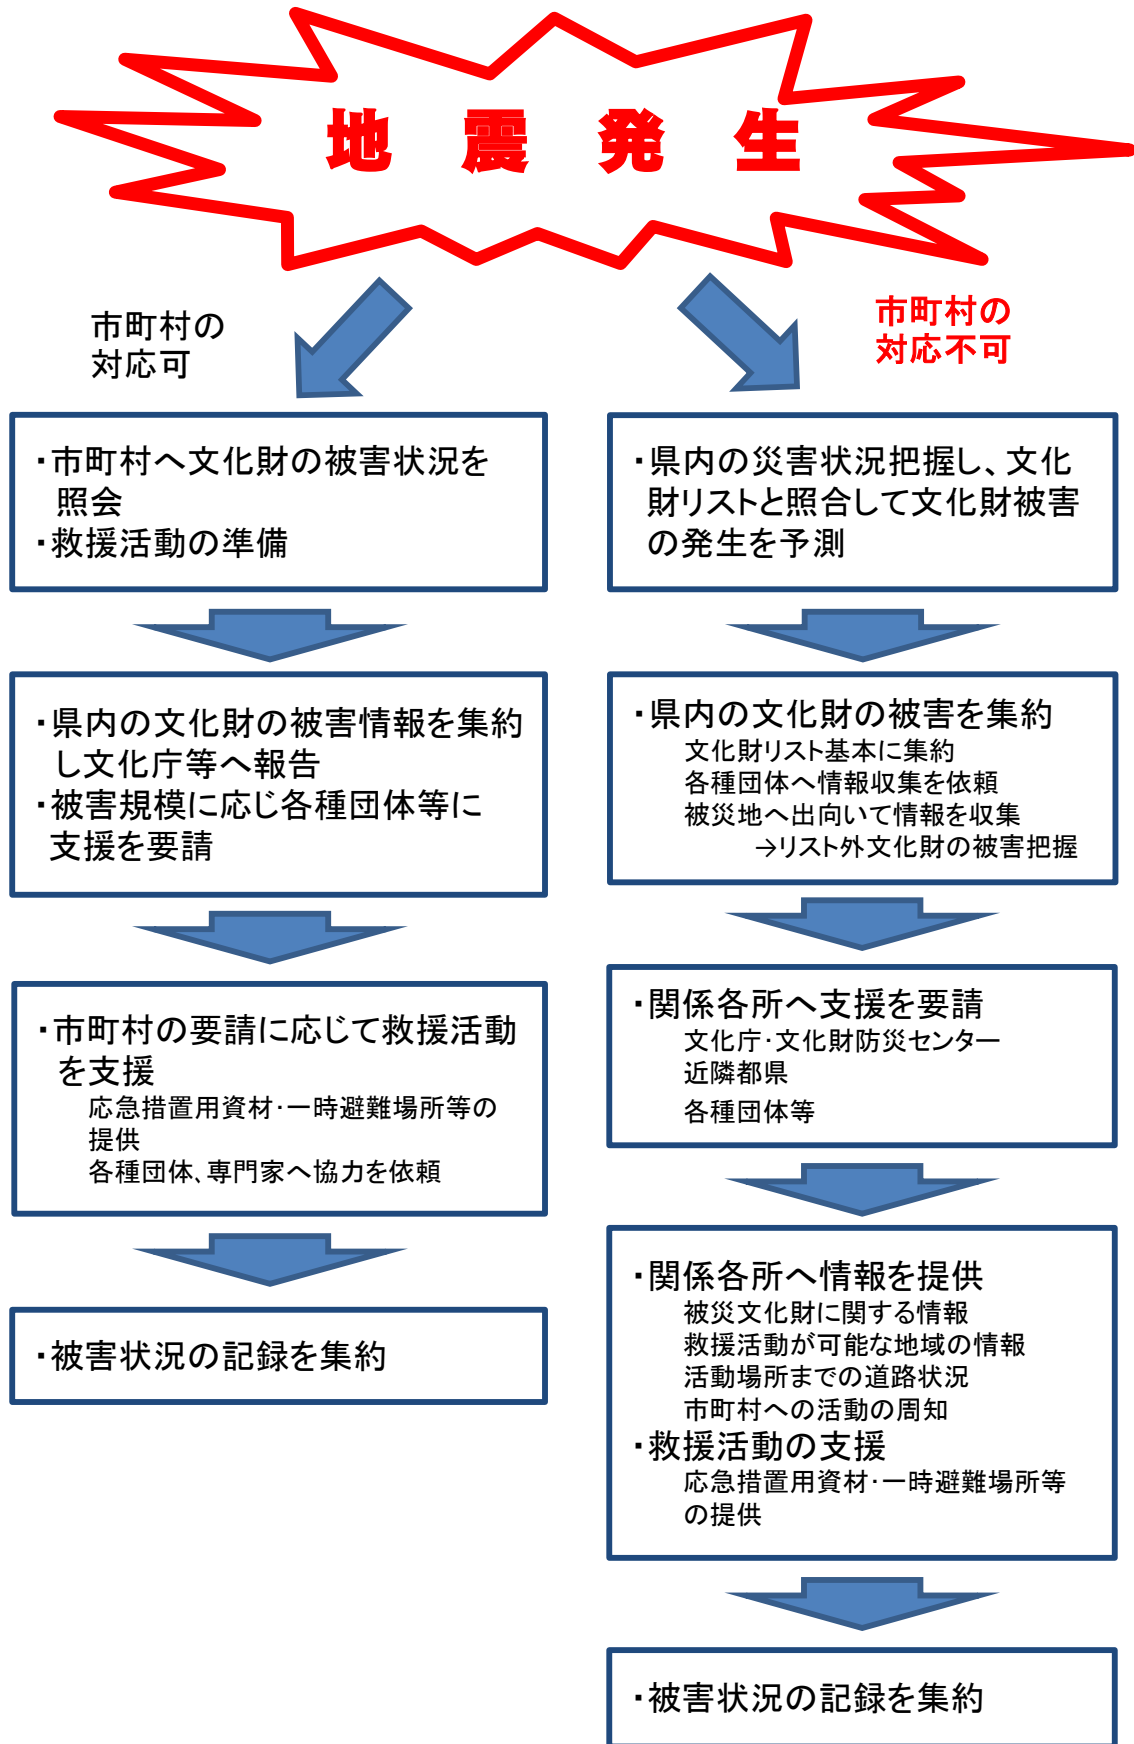 地震発生
市町村の
対応可
・市町村へ文化財の被害状況を
照会
・救援活動の準備
・県内の文化財の被害情報を集約
し文化庁等へ報告
・被害規模に応じ各種団体等に
支援を要請
・市町村の要請に応じて救援活動
を支援
応急措置用資材・一時避難場所等の
提供
各種団体、専門家へ協力を依頼
・被害状況の記録を集約
市町村の
対応不可
・県内の災害状況把握し、文化
財リストと照合して文化財被害
の発生を予測
・県内の文化財の被害を集約
文化財リスト基本に集約
各種団体へ情報収集を依頼
被災地へ出向いて情報を収集
→リスト外文化財の被害把握
・関係各所へ支援を要請
文化庁・文化財防災センター
近隣都県
各種団体等
・関係各所へ情報を提供
被災文化財に関する情報
救援活動が可能な地域の情報
活動場所までの道路状況
市町村への活動の周知
・救援活動の支援
応急措置用資材・一時避難場所等
の提供
・被害状況の記録を集約